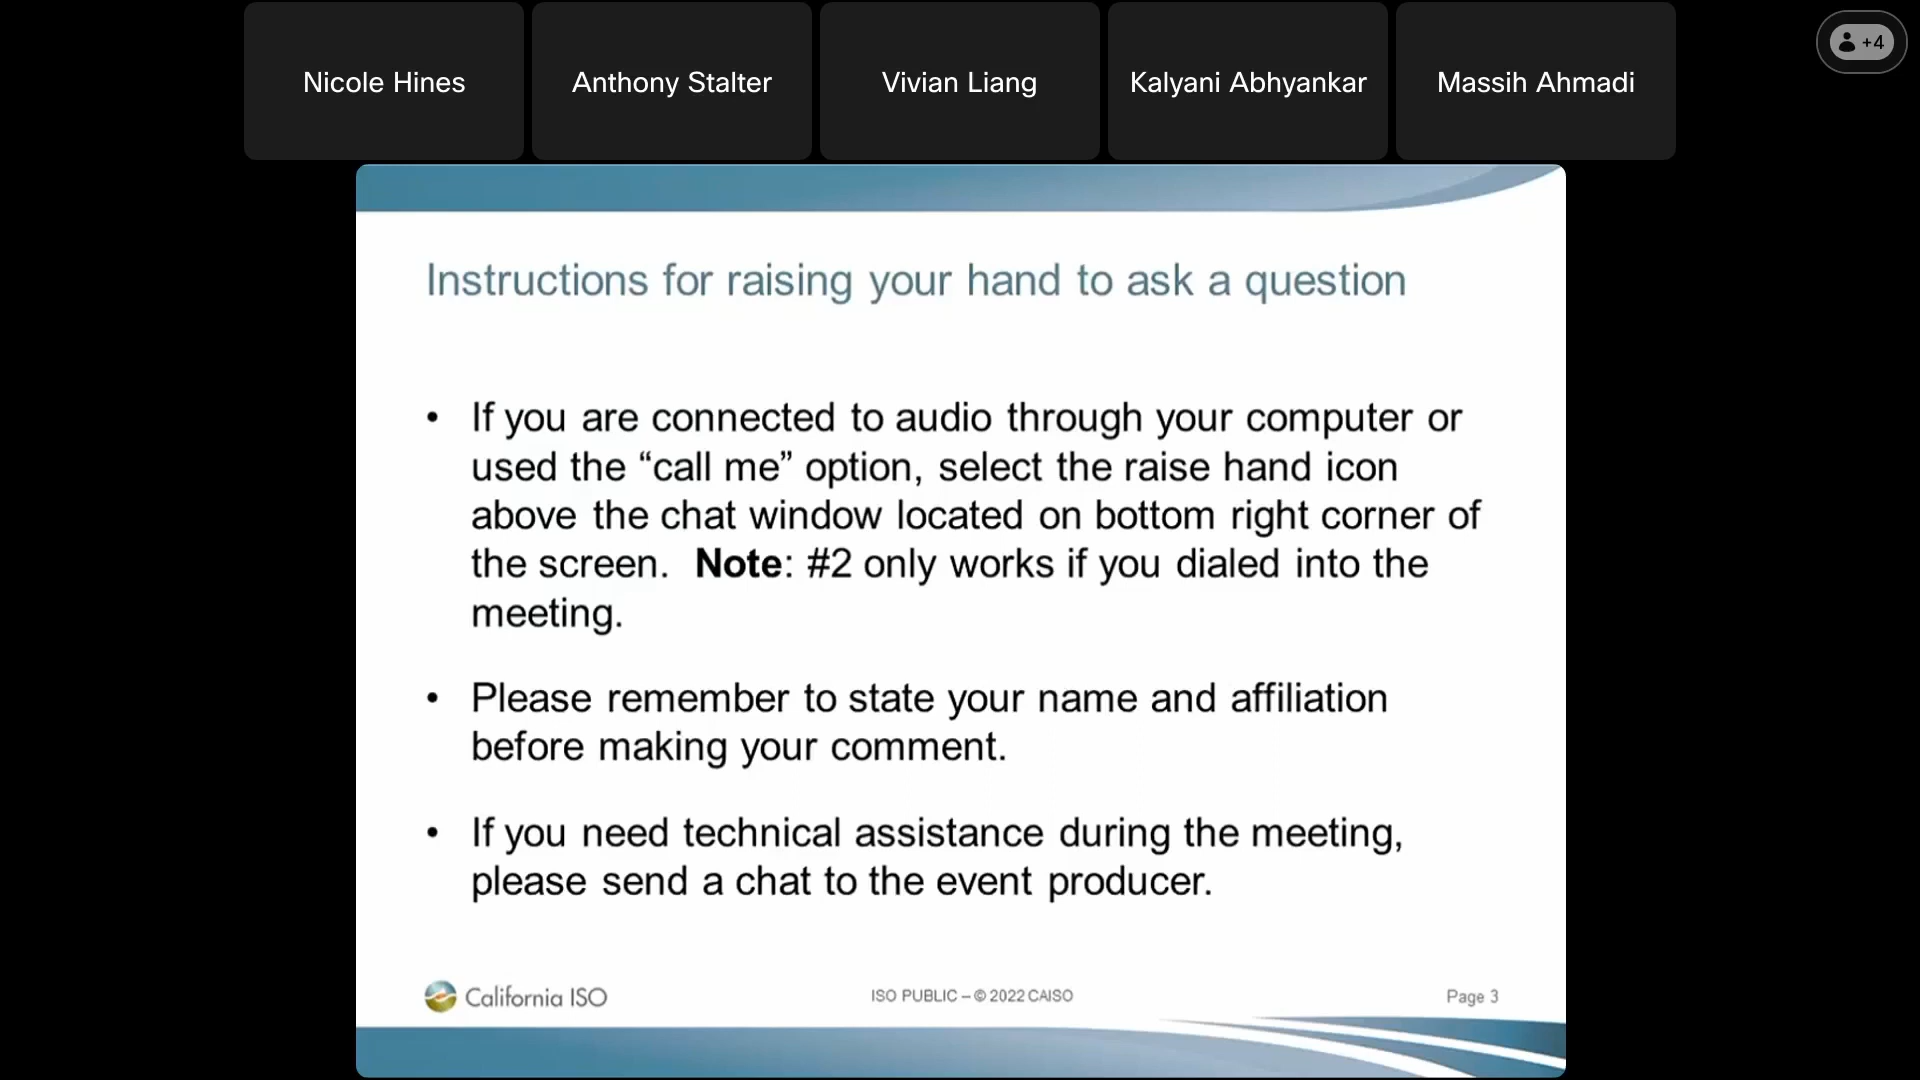 Nicole Hines
Anthony Stalter
Vivian Liang
Kalyani Abhyankar
Massih Ahmadi
+4
Instructions for raising your hand to ask a question
• If you are connected to audio through your computer or
used the “call me” option, select the raise hand icon
above the chat window located on bottom right corner of
the screen.  Note: #2 only works if you dialed into the
meeting.
• Please remember to state your name and affiliation
before making your comment.
• If you need technical assistance during the meeting,
please send a chat to the event producer.
California ISO
ISO PUBLIC – © 2022 CAISO
Page 3